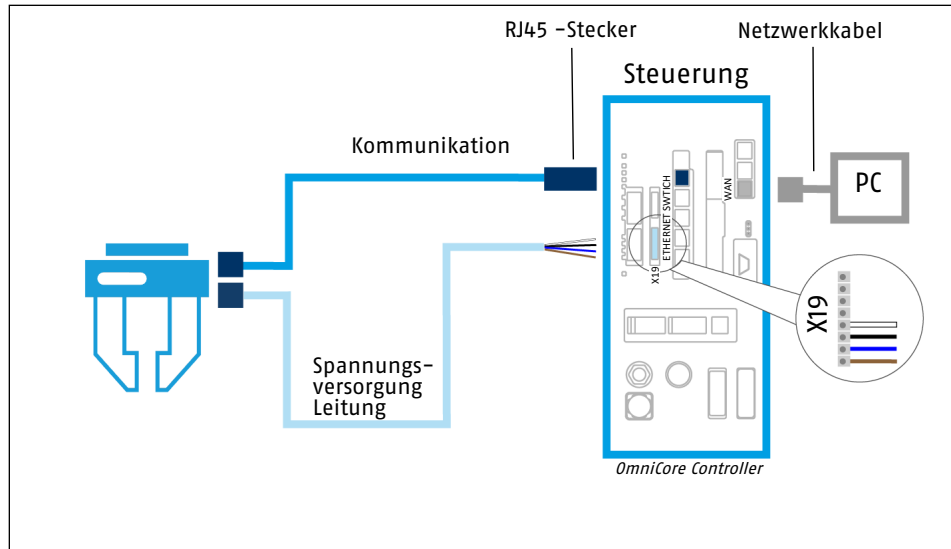 RJ45 -Stecker
Netzwerkkabel
Steuerung
Kommunikation
PC
WAN
ETHERNET SWTICH
X19
X19
Spannungs-
versorgung
Leitung
OmniCore Controller